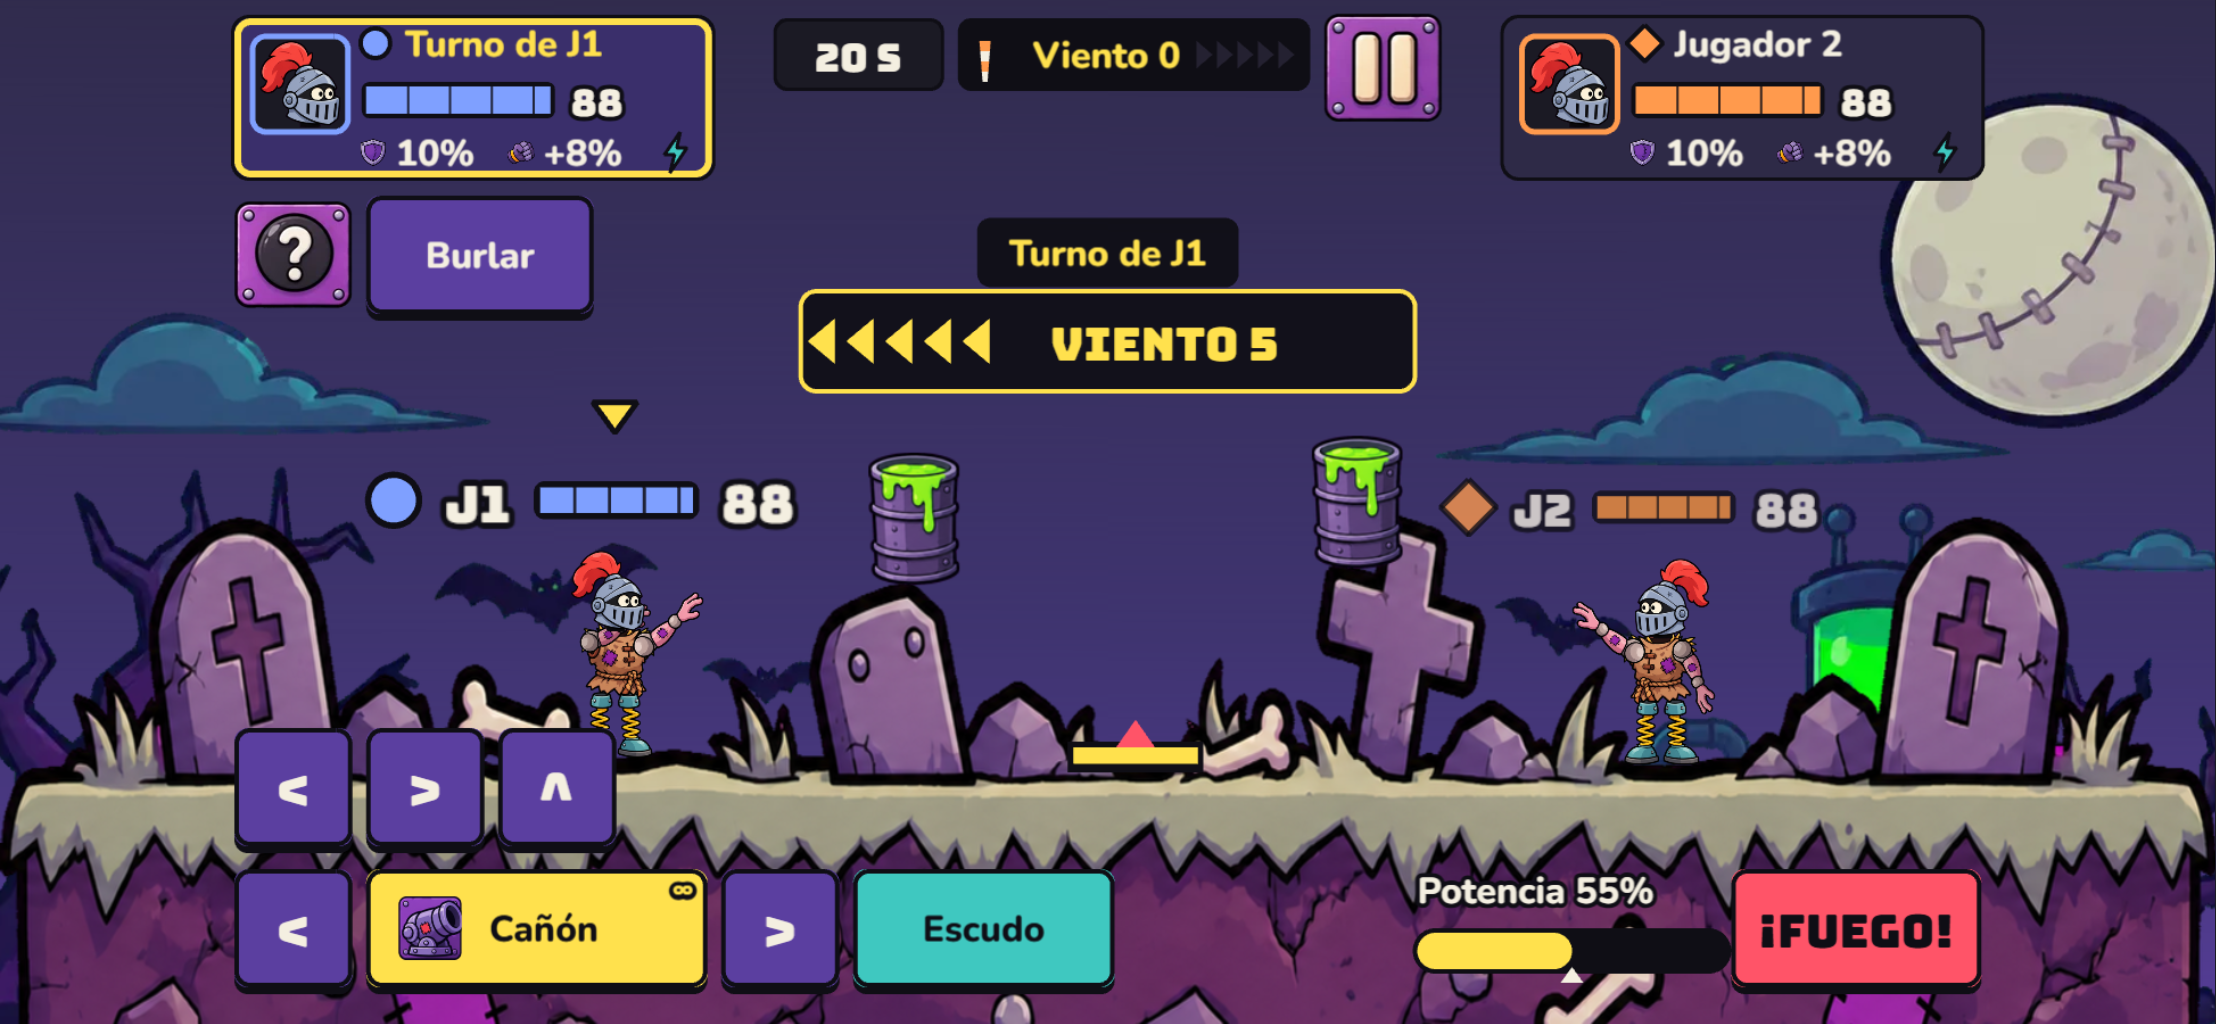 Turno de J1
88
10% +8%
20 S
Viento 0
Jugador 2
88
10% +8%
?
Burlar
Turno de J1
VIENTO 5
J1 88
J2 88
< > ^
< Cañón ∞ >
Escudo
Potencia 55%
¡FUEGO!